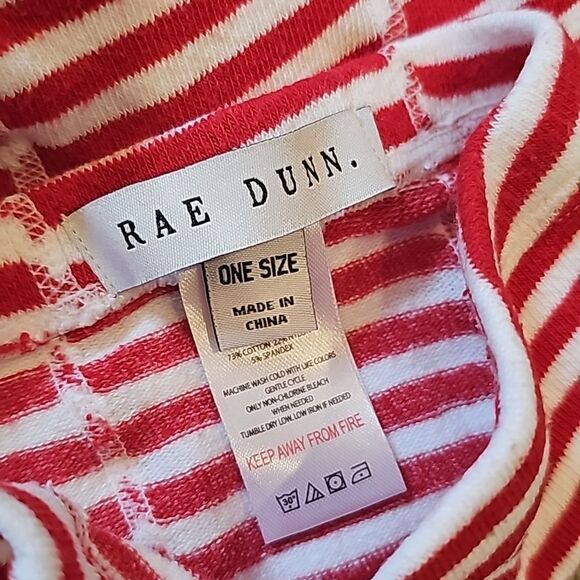 RAE DUNN.
ONE SIZE
MADE IN
CHINA
73% COTTON 22%
5% SPANDEX
MACHINE WASH COLD WITH LIKE COLORS
GENTLE CYCLE
ONLY NON-CHLORINE BLEACH
WHEN NEEDED
TUMBLE DRY LOW. LOW IRON IF NEEDED
KEEP AWAY FROM FIRE
30°